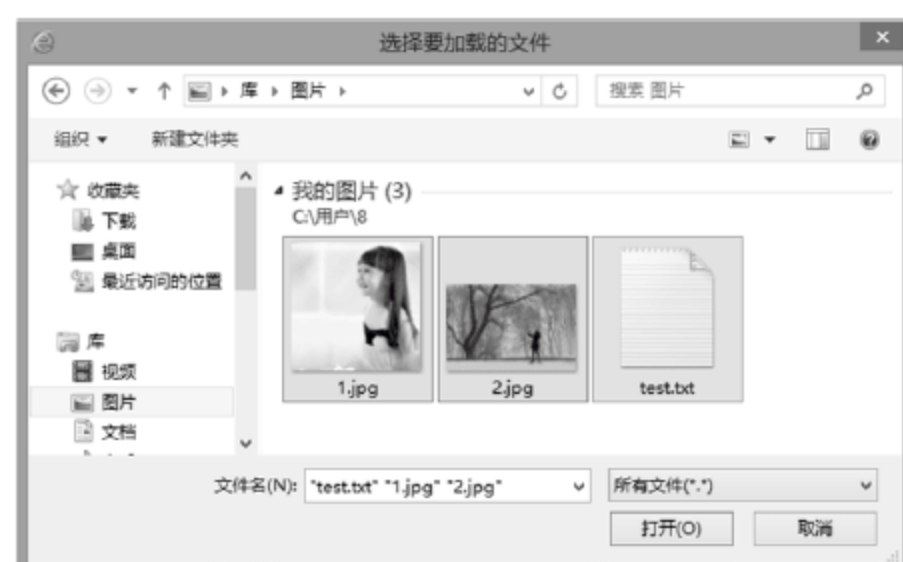 选择要加载的文件
库 图片
搜索 图片
组织 新建文件夹
收藏夹
下载
桌面
最近访问的位置
库
视频
图片
文档
我的图片 (3)
C:\用户\8
1.jpg 2.jpg test.txt
文件名(N): "test.txt" "1.jpg" "2.jpg" 所有文件(*.*)
打开(O) 取消